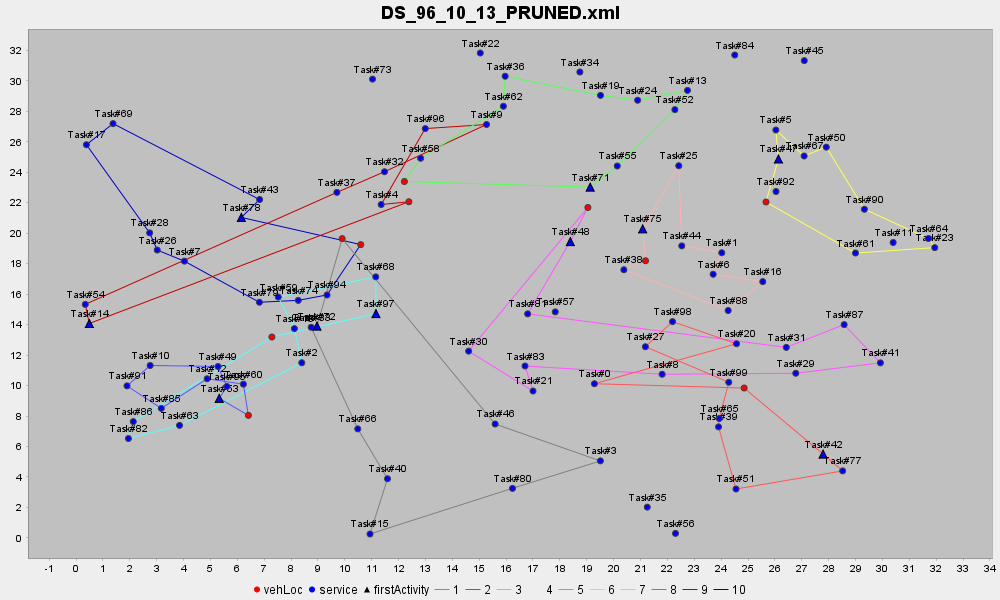 DS_96_10_13_PRUNED.xml
32
30
28
26
24
22
20
18
16
14
12
10
8
6
4
2
0
Task#22
Task#84
Task#45
Task#73
Task#36
Task#34
Task#19
Task#24
Task#13
Task#62
Task#52
Task#69
Task#96
Task#9
Task#5
Task#17
Task#67
Task#50
Task#58
Task#55
Task#25
Task#32
Task#71
Task#92
Task#37
Task#43
Task#4
Task#78
Task#90
Task#75
Task#48
Task#28
Task#26
Task#44
Task#1
Task#11
Task#64
Task#23
Task#61
Task#7
Task#38
Task#6
Task#16
Task#68
Task#94
Task#74
Task#59
Task#54
Task#14
Task#97
Task#57
Task#88
Task#98
Task#87
Task#27
Task#20
Task#31
Task#30
Task#2
Task#10
Task#49
Task#83
Task#41
Task#8
Task#29
Task#91
Task#60
Task#0
Task#99
Task#21
Task#53
Task#85
Task#86
Task#63
Task#82
Task#66
Task#46
Task#65
Task#39
Task#3
Task#42
Task#77
Task#40
Task#80
Task#51
Task#35
Task#15
Task#56
-1 0 1 2 3 4 5 6 7 8 9 10 11 12 13 14 15 16 17 18 19 20 21 22 23 24 25 26 27 28 29 30 31 32 33 34
vehLoc service firstActivity 1 2 3 4 5 6 7 8 9 10